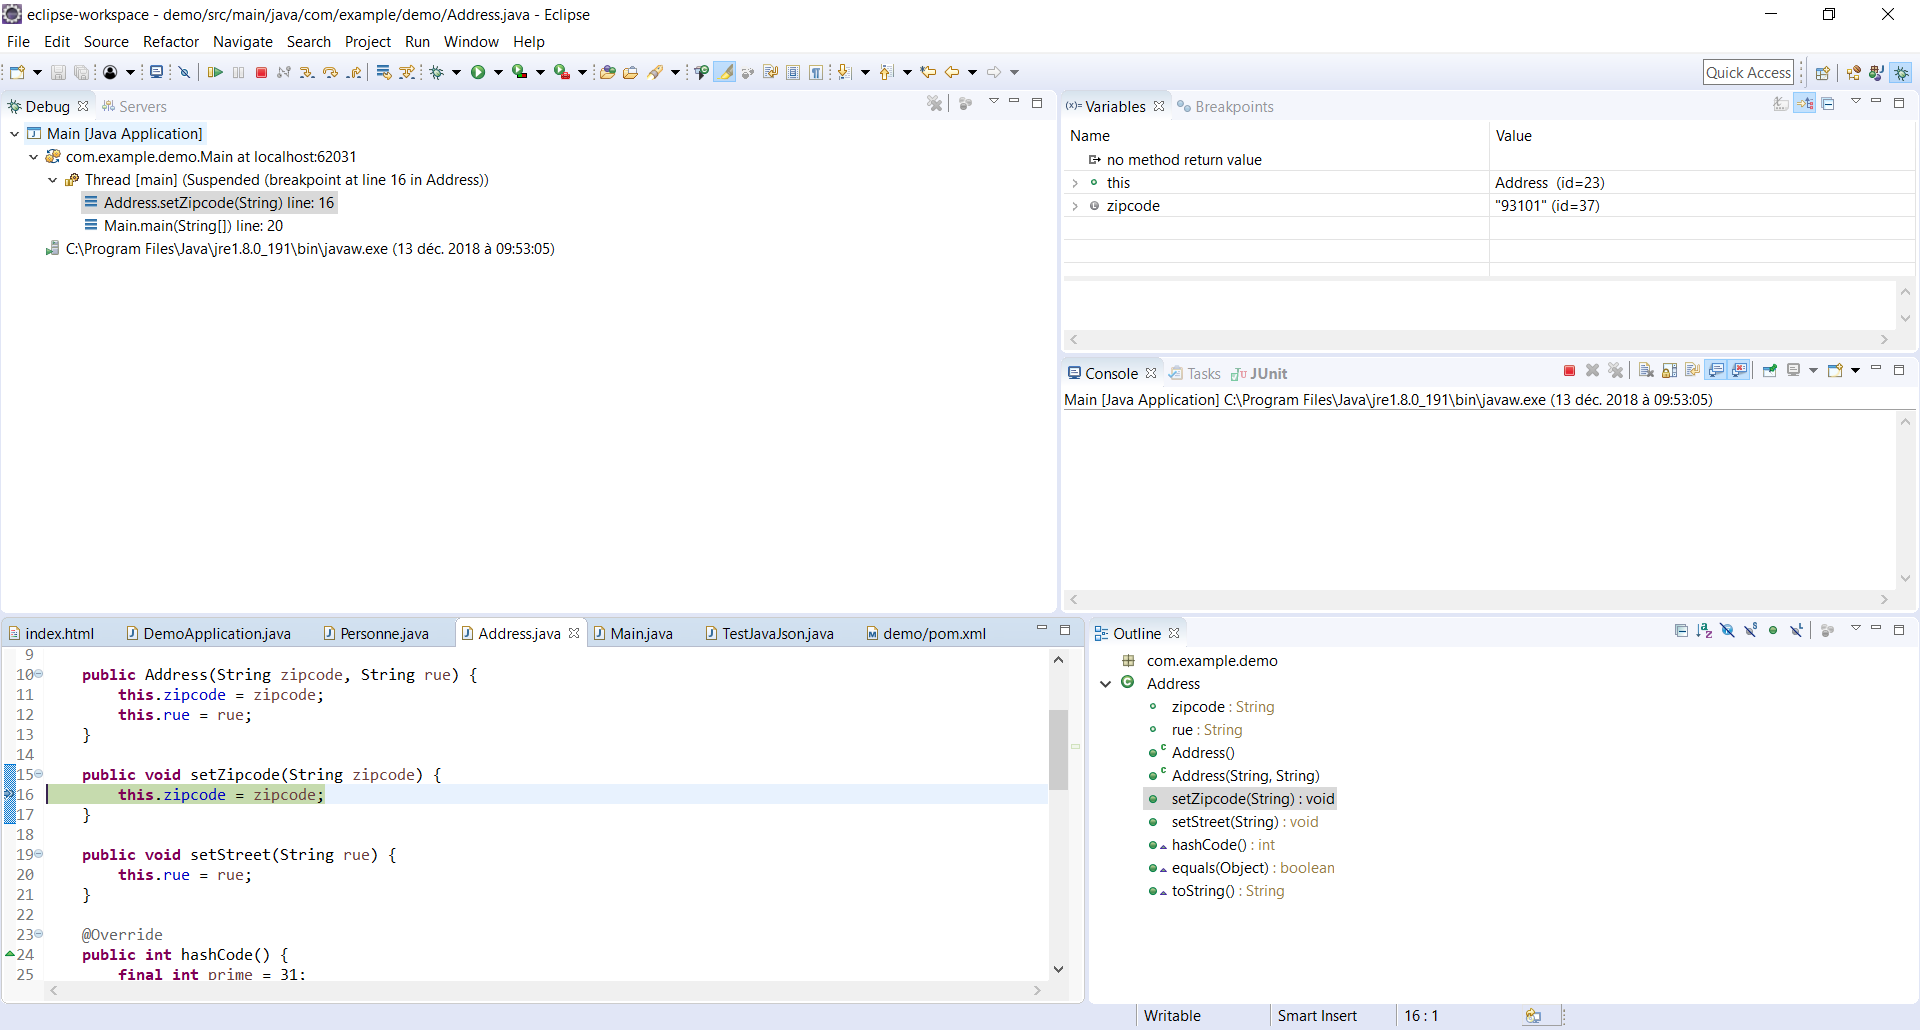 eclipse-workspace - demo/src/main/java/com/example/demo/Address.java - Eclipse
File Edit Source Refactor Navigate Search Project Run Window Help
Quick Access
Debug Servers
Main [Java Application]
com.example.demo.Main at localhost:62031
Thread [main] (Suspended (breakpoint at line 16 in Address))
Address.setZipcode(String) line: 16
Main.main(String[]) line: 20
C:\Program Files\Java\jre1.8.0_191\bin\javaw.exe (13 déc. 2018 à 09:53:05)
(x)= Variables Breakpoints
Name Value
no method return value
this Address (id=23)
zipcode "93101" (id=37)
Console Tasks JUnit
Main [Java Application] C:\Program Files\Java\jre1.8.0_191\bin\javaw.exe (13 déc. 2018 à 09:53:05)
index.html DemoApplication.java Personne.java Address.java Main.java TestJavaJson.java demo/pom.xml
9
10 public Address(String zipcode, String rue) {
11 this.zipcode = zipcode;
12 this.rue = rue;
13 }
14
15 public void setZipcode(String zipcode) {
16 this.zipcode = zipcode;
17 }
18
19 public void setStreet(String rue) {
20 this.rue = rue;
21 }
22
23 @Override
24 public int hashCode() {
25 final int prime = 31;
Outline
com.example.demo
Address
zipcode : String
rue : String
Address()
Address(String, String)
setZipcode(String) : void
setStreet(String) : void
hashCode() : int
equals(Object) : boolean
toString() : String
Writable Smart Insert 16 : 1